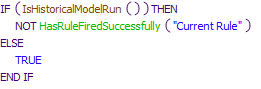 IF ( IsHistoricalModelRun ( ) ) THEN
NOT HasRuleFiredSuccessfully ( "Current Rule" )
ELSE
TRUE
END IF